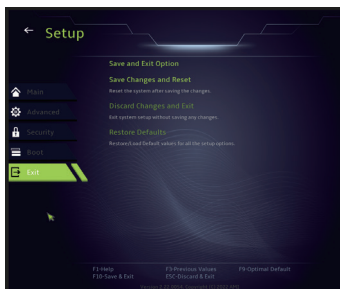 Setup
Save and Exit Option
Save Changes and Reset
Reset the system after saving the changes.
Main
Discard Changes and Exit
Advanced
Exit system setup without saving any changes.
Security
Restore Defaults
Restore/Load Default values for all the setup options.
Boot
Exit
F1-Help
F3-Previous Values
F9-Optimal Default
F10-Save & Exit
ESC-Discard & Exit